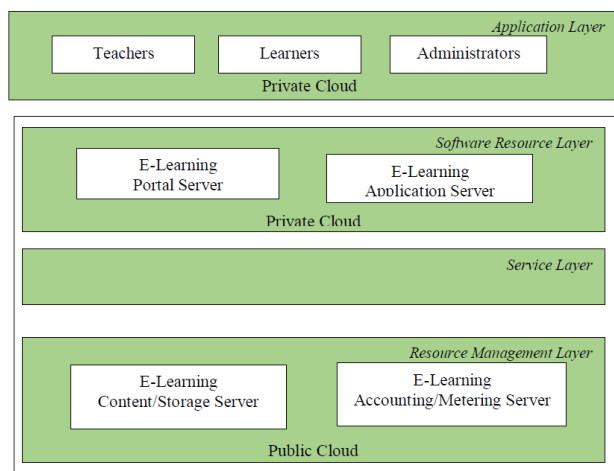 Application Layer
Teachers
Learners
Administrators
Private Cloud
Software Resource Layer
E-Learning
Portal Server
E-Learning
Application Server
Private Cloud
Service Layer
Resource Management Layer
E-Learning
Content/Storage Server
E-Learning
Accounting/Metering Server
Public Cloud